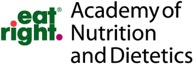 eat
right.
Academy of
Nutrition
and Dietetics